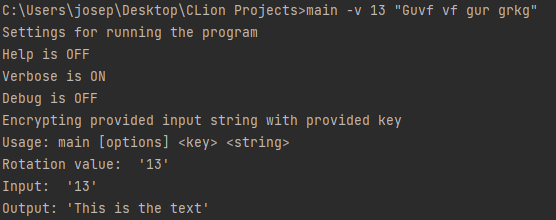 C:\Users\josep\Desktop\CLion Projects>main -v 13 "Guvf vf gur grkg"
Settings for running the program
Help is OFF
Verbose is ON
Debug is OFF
Encrypting provided input string with provided key
Usage: main [options] <key> <string>
Rotation value:  '13'
Input:  '13'
Output: 'This is the text'